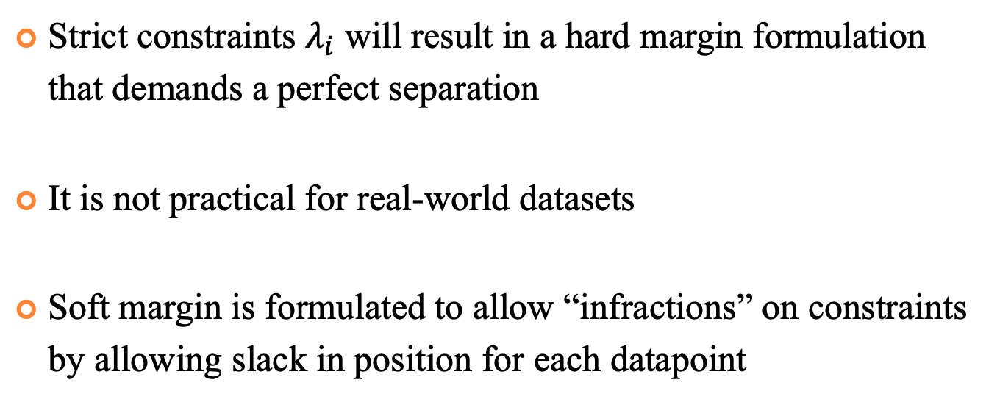 Strict constraints λᵢ will result in a hard margin formulation
that demands a perfect separation
It is not practical for real-world datasets
Soft margin is formulated to allow “infractions” on constraints
by allowing slack in position for each datapoint